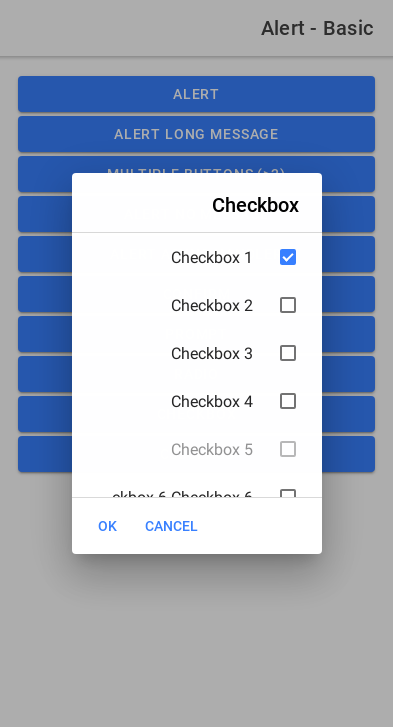 Alert - Basic
ALERT
ALERT LONG MESSAGE
MULTIPLE BUTTONS (>3)
Checkbox
Checkbox 1
Checkbox 2
Checkbox 3
Checkbox 4
Checkbox 5
ckbox 6 Checkbox 6
OK CANCEL